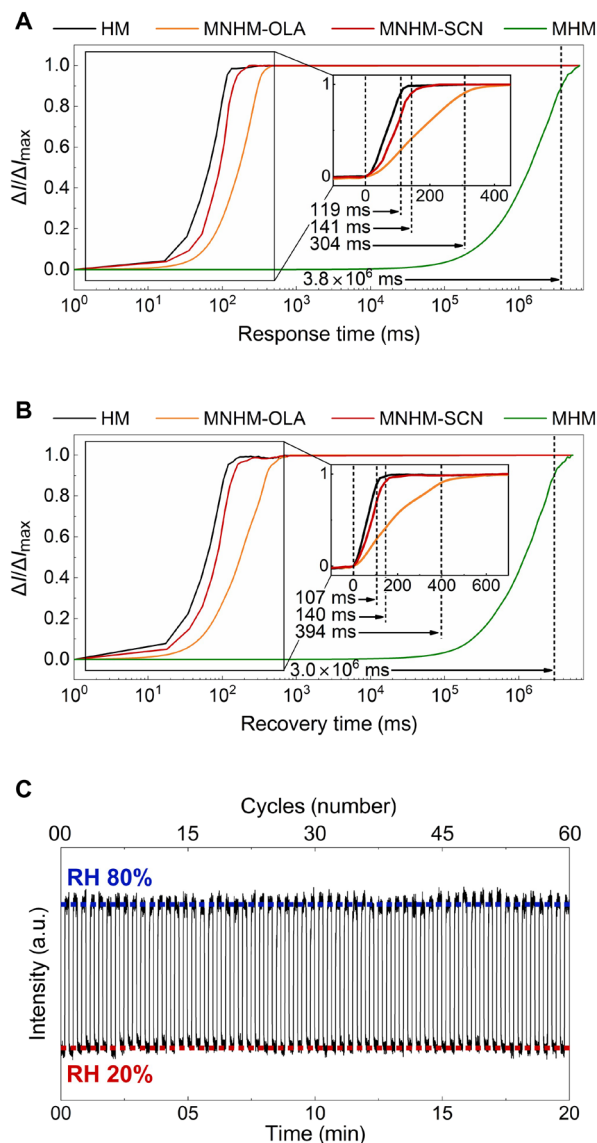 A
HM MNHM-OLA MNHM-SCN MHM
ΔI/ΔImax
1.0
0.8
0.6
0.4
0.2
0.0
1
0
0 200 400
119 ms
141 ms
304 ms
3.8 × 10⁶ ms
10⁰ 10¹ 10² 10³ 10⁴ 10⁵ 10⁶
Response time (ms)
B
HM MNHM-OLA MNHM-SCN MHM
ΔI/ΔImax
1.0
0.8
0.6
0.4
0.2
0.0
1
0
0 200 400 600
107 ms
140 ms
394 ms
3.0 × 10⁶ ms
10⁰ 10¹ 10² 10³ 10⁴ 10⁵ 10⁶
Recovery time (ms)
C
Cycles (number)
00 15 30 45 60
RH 80%
Intensity (a.u.)
RH 20%
00 05 10 15 20
Time (min)